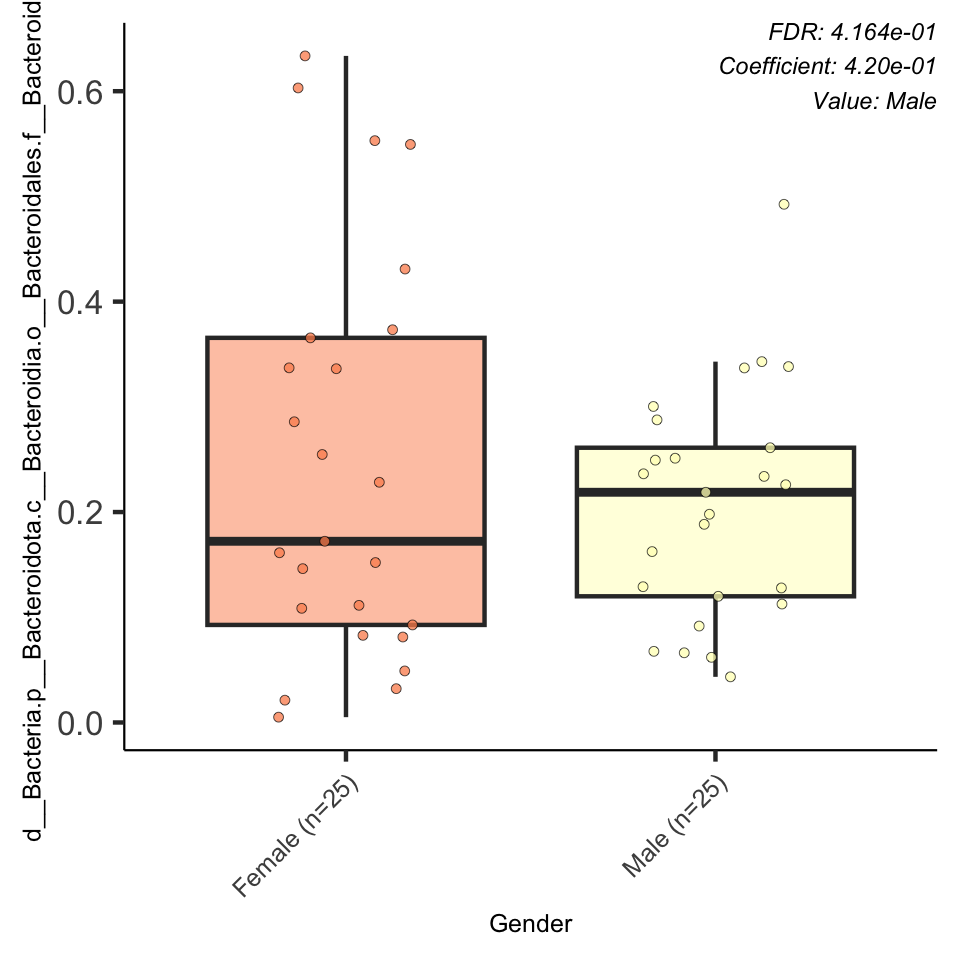 FDR: 4.164e-01
Coefficient: 4.20e-01
Value: Male
d__Bacteria.p__Bacteroidota.c__Bacteroidia.o__Bacteroidales.f__Bacteroid
0.6
0.4
0.2
0.0
Female (n=25)
Male (n=25)
Gender